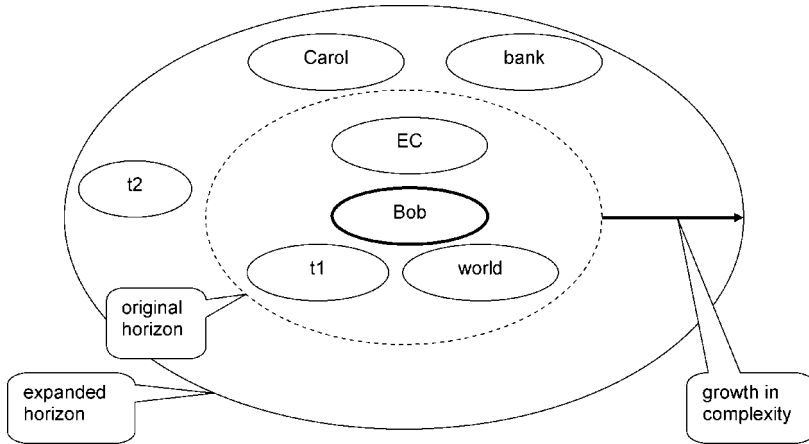 Carol
bank
EC
t2
Bob
t1
world
original
horizon
expanded
horizon
growth in
complexity